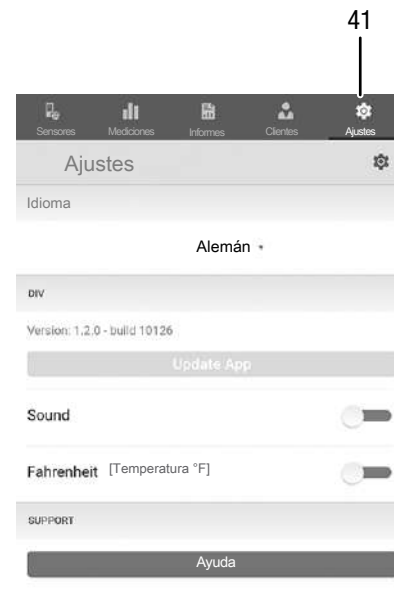 41
Sensores Mediciones Informes Clientes Ajustes
Ajustes
Idioma
Alemán
DIV
Version: 1.2.0 - build 10126
Update App
Sound
Fahrenheit [Temperatura °F]
SUPPORT
Ayuda